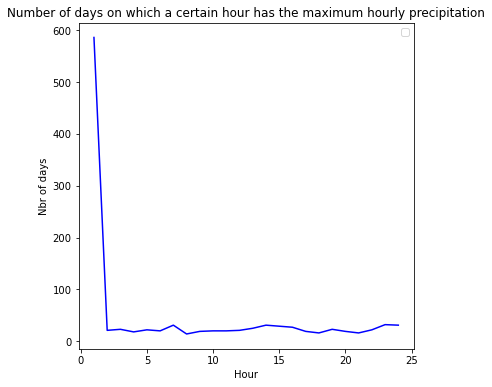 Number of days on which a certain hour has the maximum hourly precipitation
600
500
400
300
200
100
0
Nbr of days
0 5 10 15 20 25
Hour